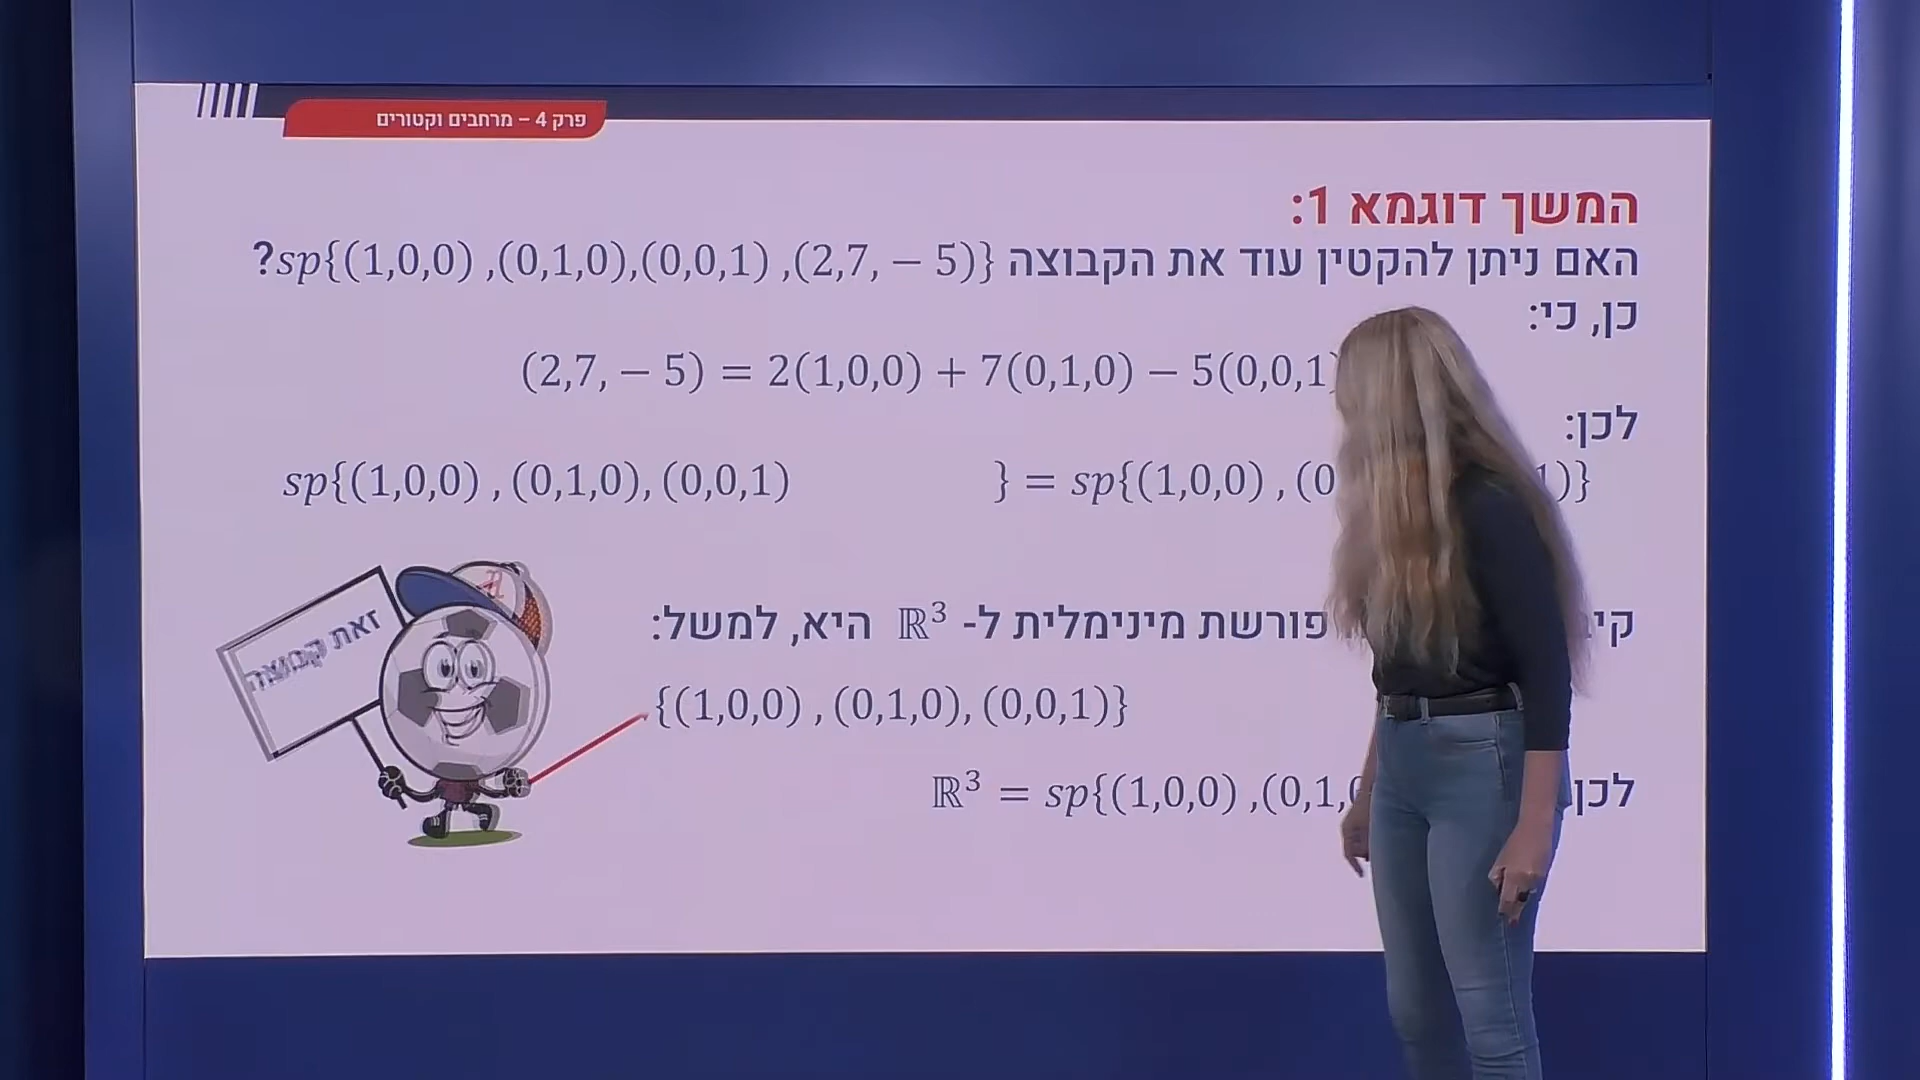 פרק 4 – מרחבים וקטורים
המשך דוגמא 1:
האם ניתן להקטין עוד את הקבוצה sp{(1,0,0) ,(0,1,0),(0,0,1) ,(2,7, − 5)}?
כן, כי:
(2,7, − 5) = 2(1,0,0) + 7(0,1,0) − 5(0,0,1)
לכן:
sp{(1,0,0) , (0,1,0), (0,0,1) } = sp{(1,0,0) , (0 1)}
פורשת מינימלית ל- ℝ³ היא, למשל:
{(1,0,0) , (0,1,0), (0,0,1)}
לכן ℝ³ = sp{(1,0,0) ,(0,1,0
זאת קבוצה